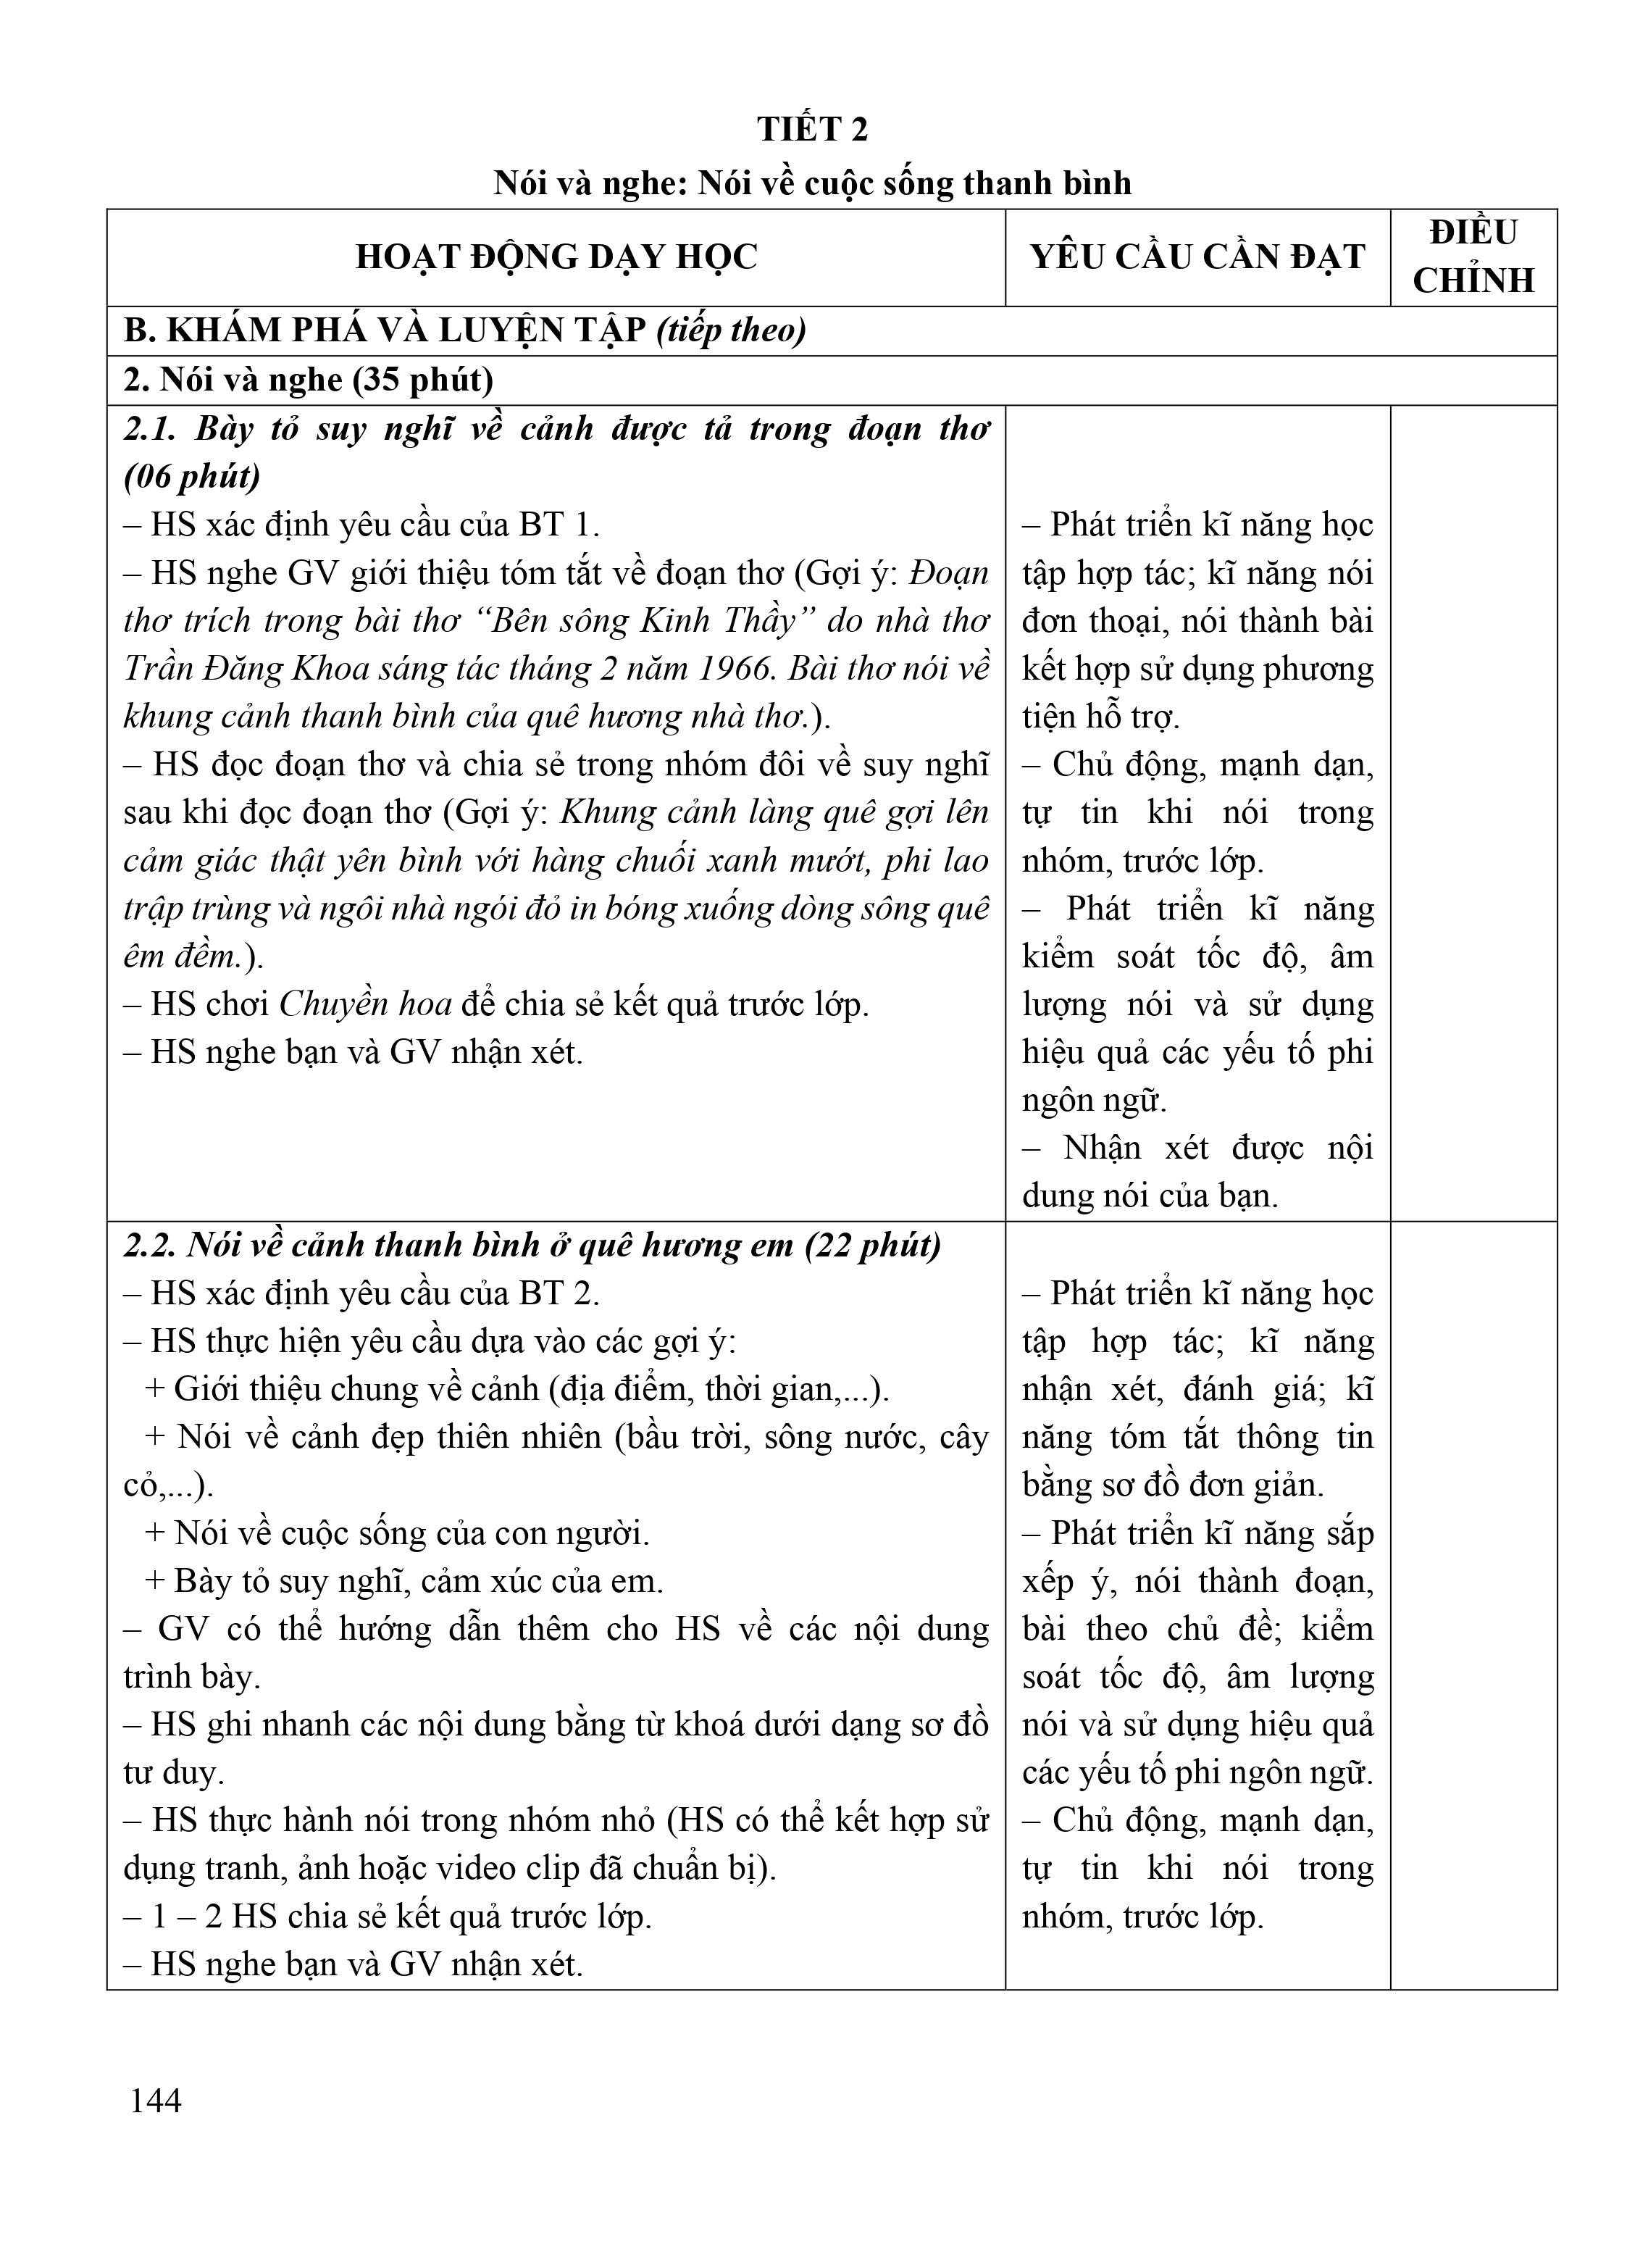 TIẾT 2
Nói và nghe: Nói về cuộc sống thanh bình
HOẠT ĐỘNG DẠY HỌC
YÊU CẦU CẦN ĐẠT
ĐIỀU
CHỈNH
B. KHÁM PHÁ VÀ LUYỆN TẬP (tiếp theo)
2. Nói và nghe (35 phút)
2.1. Bày tỏ suy nghĩ về cảnh được tả trong đoạn thơ
(06 phút)
– HS xác định yêu cầu của BT 1.
– HS nghe GV giới thiệu tóm tắt về đoạn thơ (Gợi ý: Đoạn
thơ trích trong bài thơ “Bên sông Kinh Thầy” do nhà thơ
Trần Đăng Khoa sáng tác tháng 2 năm 1966. Bài thơ nói về
khung cảnh thanh bình của quê hương nhà thơ.).
– HS đọc đoạn thơ và chia sẻ trong nhóm đôi về suy nghĩ
sau khi đọc đoạn thơ (Gợi ý: Khung cảnh làng quê gợi lên
cảm giác thật yên bình với hàng chuối xanh mướt, phi lao
trập trùng và ngôi nhà ngói đỏ in bóng xuống dòng sông quê
êm đềm.).
– HS chơi Chuyền hoa để chia sẻ kết quả trước lớp.
– HS nghe bạn và GV nhận xét.
– Phát triển kĩ năng học
tập hợp tác; kĩ năng nói
đơn thoại, nói thành bài
kết hợp sử dụng phương
tiện hỗ trợ.
– Chủ động, mạnh dạn,
tự tin khi nói trong
nhóm, trước lớp.
– Phát triển kĩ năng
kiểm soát tốc độ, âm
lượng nói và sử dụng
hiệu quả các yếu tố phi
ngôn ngữ.
– Nhận xét được nội
dung nói của bạn.
2.2. Nói về cảnh thanh bình ở quê hương em (22 phút)
– HS xác định yêu cầu của BT 2.
– HS thực hiện yêu cầu dựa vào các gợi ý:
+ Giới thiệu chung về cảnh (địa điểm, thời gian,...).
+ Nói về cảnh đẹp thiên nhiên (bầu trời, sông nước, cây
cỏ,...).
+ Nói về cuộc sống của con người.
+ Bày tỏ suy nghĩ, cảm xúc của em.
– GV có thể hướng dẫn thêm cho HS về các nội dung
trình bày.
– HS ghi nhanh các nội dung bằng từ khoá dưới dạng sơ đồ
tư duy.
– HS thực hành nói trong nhóm nhỏ (HS có thể kết hợp sử
dụng tranh, ảnh hoặc video clip đã chuẩn bị).
– 1 – 2 HS chia sẻ kết quả trước lớp.
– HS nghe bạn và GV nhận xét.
– Phát triển kĩ năng học
tập hợp tác; kĩ năng
nhận xét, đánh giá; kĩ
năng tóm tắt thông tin
bằng sơ đồ đơn giản.
– Phát triển kĩ năng sắp
xếp ý, nói thành đoạn,
bài theo chủ đề; kiểm
soát tốc độ, âm lượng
nói và sử dụng hiệu quả
các yếu tố phi ngôn ngữ.
– Chủ động, mạnh dạn,
tự tin khi nói trong
nhóm, trước lớp.
144